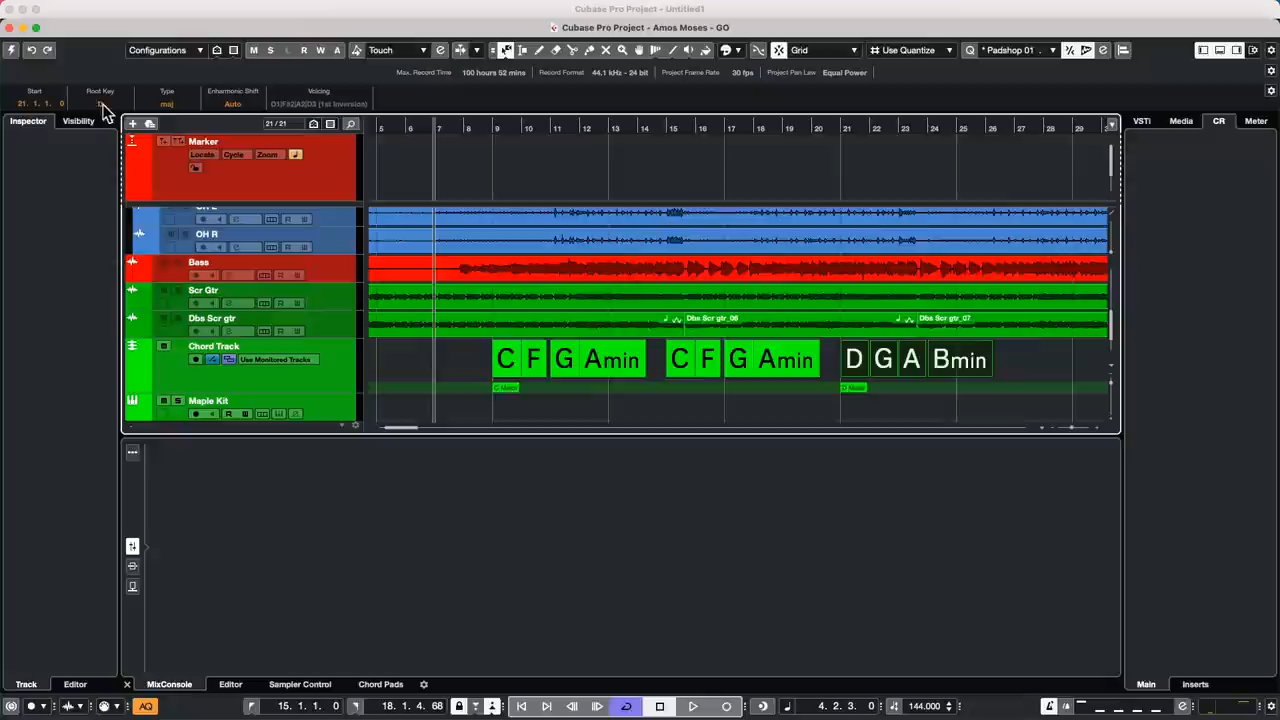 Cubase Pro Project - Untitled1
Cubase Pro Project - Amos Moses - GO
Configurations M S L R W A Touch Grid Use Quantize Q * Padshop 01
Max. Record Time 100 hours 52 mins Record Format 44.1 kHz - 24 bit Project Frame Rate 30 fps Project Pan Law Equal Power
Start Root Key Type Enharmonic Shift Voicing
21. 1. 1. 0 maj Auto D1|F#2|A2|D3 (1st Inversion)
Inspector Visibility 21 / 21 5 6 7 8 9 10 11 12 13 14 15 16 17 18 19 20 21 22 23 24 25 26 27 28 29 VSTi Media CR Meter
Marker
Locate Cycle Zoom
OH R
R W
Bass
R W
Scr Gtr
R W
Dbs Scr gtr Dbs Scr gtr_06 Dbs Scr gtr_07
R W
Chord Track C F G Amin C F G Amin D G A Bmin
Use Monitored Tracks
C Major D Major
Maple Kit
R W
Track Editor MixConsole Editor Sampler Control Chord Pads Main Inserts
AQ 15. 1. 1. 0 18. 1. 4. 68 4. 2. 3. 0 144.000